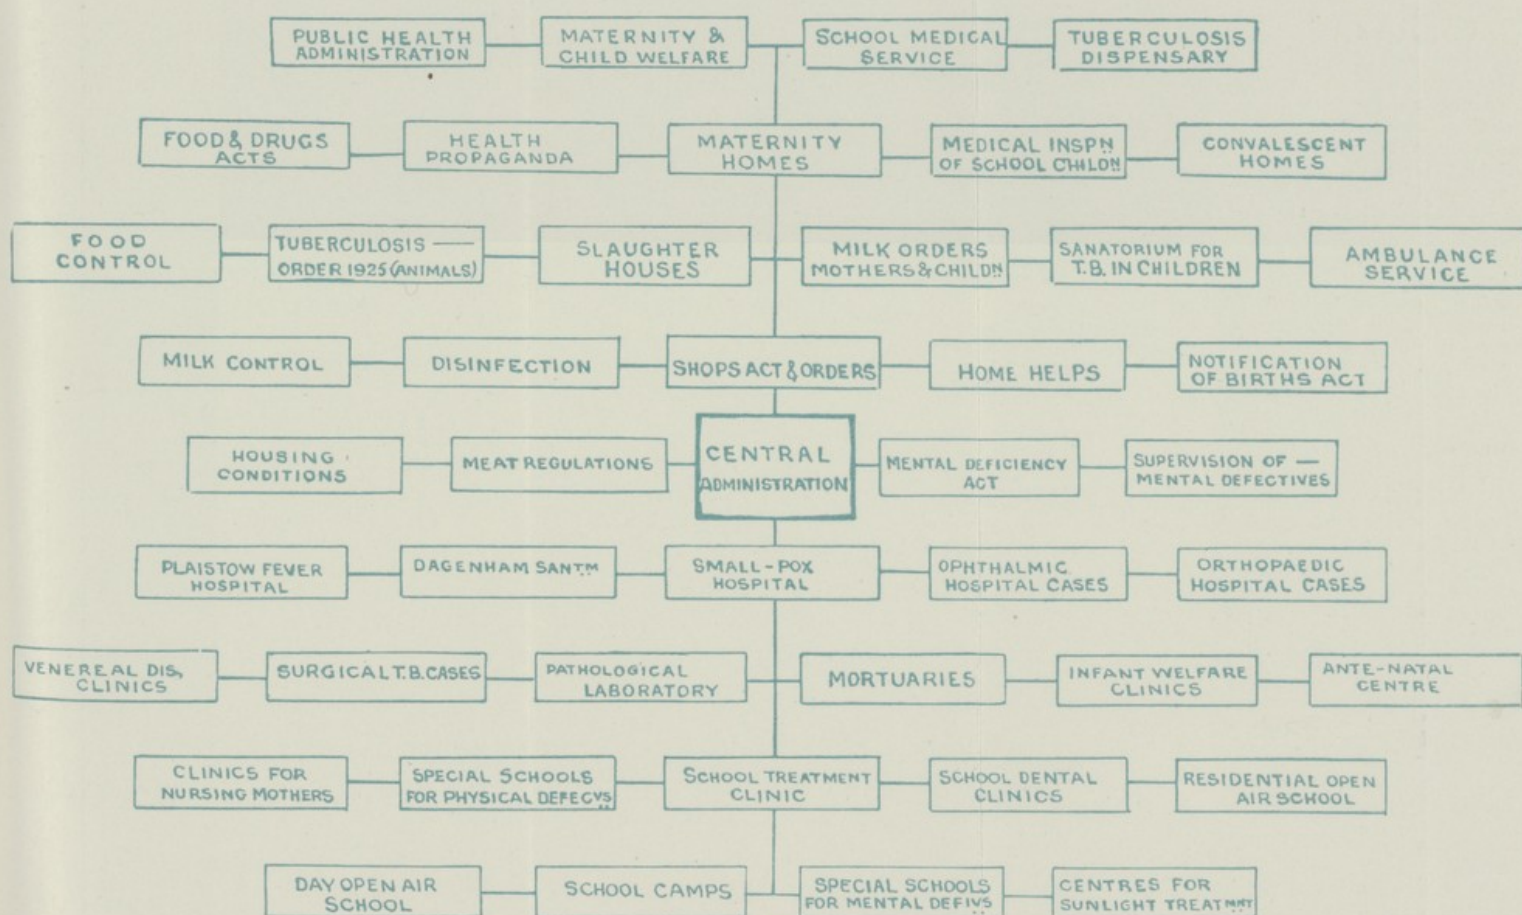 PUBLIC HEALTH
ADMINISTRATION
MATERNITY &
CHILD WELFARE
SCHOOL MEDICAL
SERVICE
TUBERCULOSIS
DISPENSARY
FOOD & DRUGS
ACTS
HEALTH
PROPAGANDA
MATERNITY
HOMES
MEDICAL INSPN
OF SCHOOL CHILDN
CONVALESCENT
HOMES
FOOD
CONTROL
TUBERCULOSIS —
ORDER 1925 (ANIMALS)
SLAUGHTER
HOUSES
MILK ORDERS
MOTHERS & CHILDN
SANATORIUM FOR
T.B. IN CHILDREN
AMBULANCE
SERVICE
MILK CONTROL
DISINFECTION
SHOPS ACT & ORDERS
HOME HELPS
NOTIFICATION
OF BIRTHS ACT
HOUSING
CONDITIONS
MEAT REGULATIONS
CENTRAL
ADMINISTRATION
MENTAL DEFICIENCY
ACT
SUPERVISION OF —
MENTAL DEFECTIVES
PLAISTOW FEVER
HOSPITAL
DAGENHAM SANTM
SMALL-POX
HOSPITAL
OPHTHALMIC
HOSPITAL CASES
ORTHOPAEDIC
HOSPITAL CASES
VENEREAL DIS,
CLINICS
SURGICAL T.B. CASES
PATHOLOGICAL
LABORATORY
MORTUARIES
INFANT WELFARE
CLINICS
ANTE-NATAL
CENTRE
CLINICS FOR
NURSING MOTHERS
SPECIAL SCHOOLS
FOR PHYSICAL DEFECVS
SCHOOL TREATMENT
CLINIC
SCHOOL DENTAL
CLINICS
RESIDENTIAL OPEN
AIR SCHOOL
DAY OPEN AIR
SCHOOL
SCHOOL CAMPS
SPECIAL SCHOOLS
FOR MENTAL DEFIVS
CENTRES FOR
SUNLIGHT TREATMNT